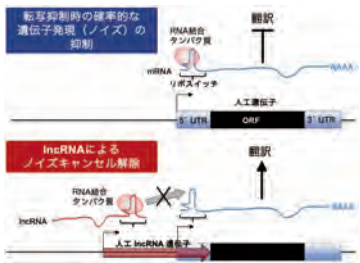 転写抑制時の確率的な
遺伝子発現（ノイズ）の
抑制
RNA結合
タンパク質
翻訳
mRNA
AAAA
リボスイッチ
人工遺伝子
5' UTR
ORF
3' UTR
lncRNAによる
ノイズキャンセル解除
RNA結合
タンパク質
翻訳
lncRNA
AAAA
人工 lncRNA 遺伝子